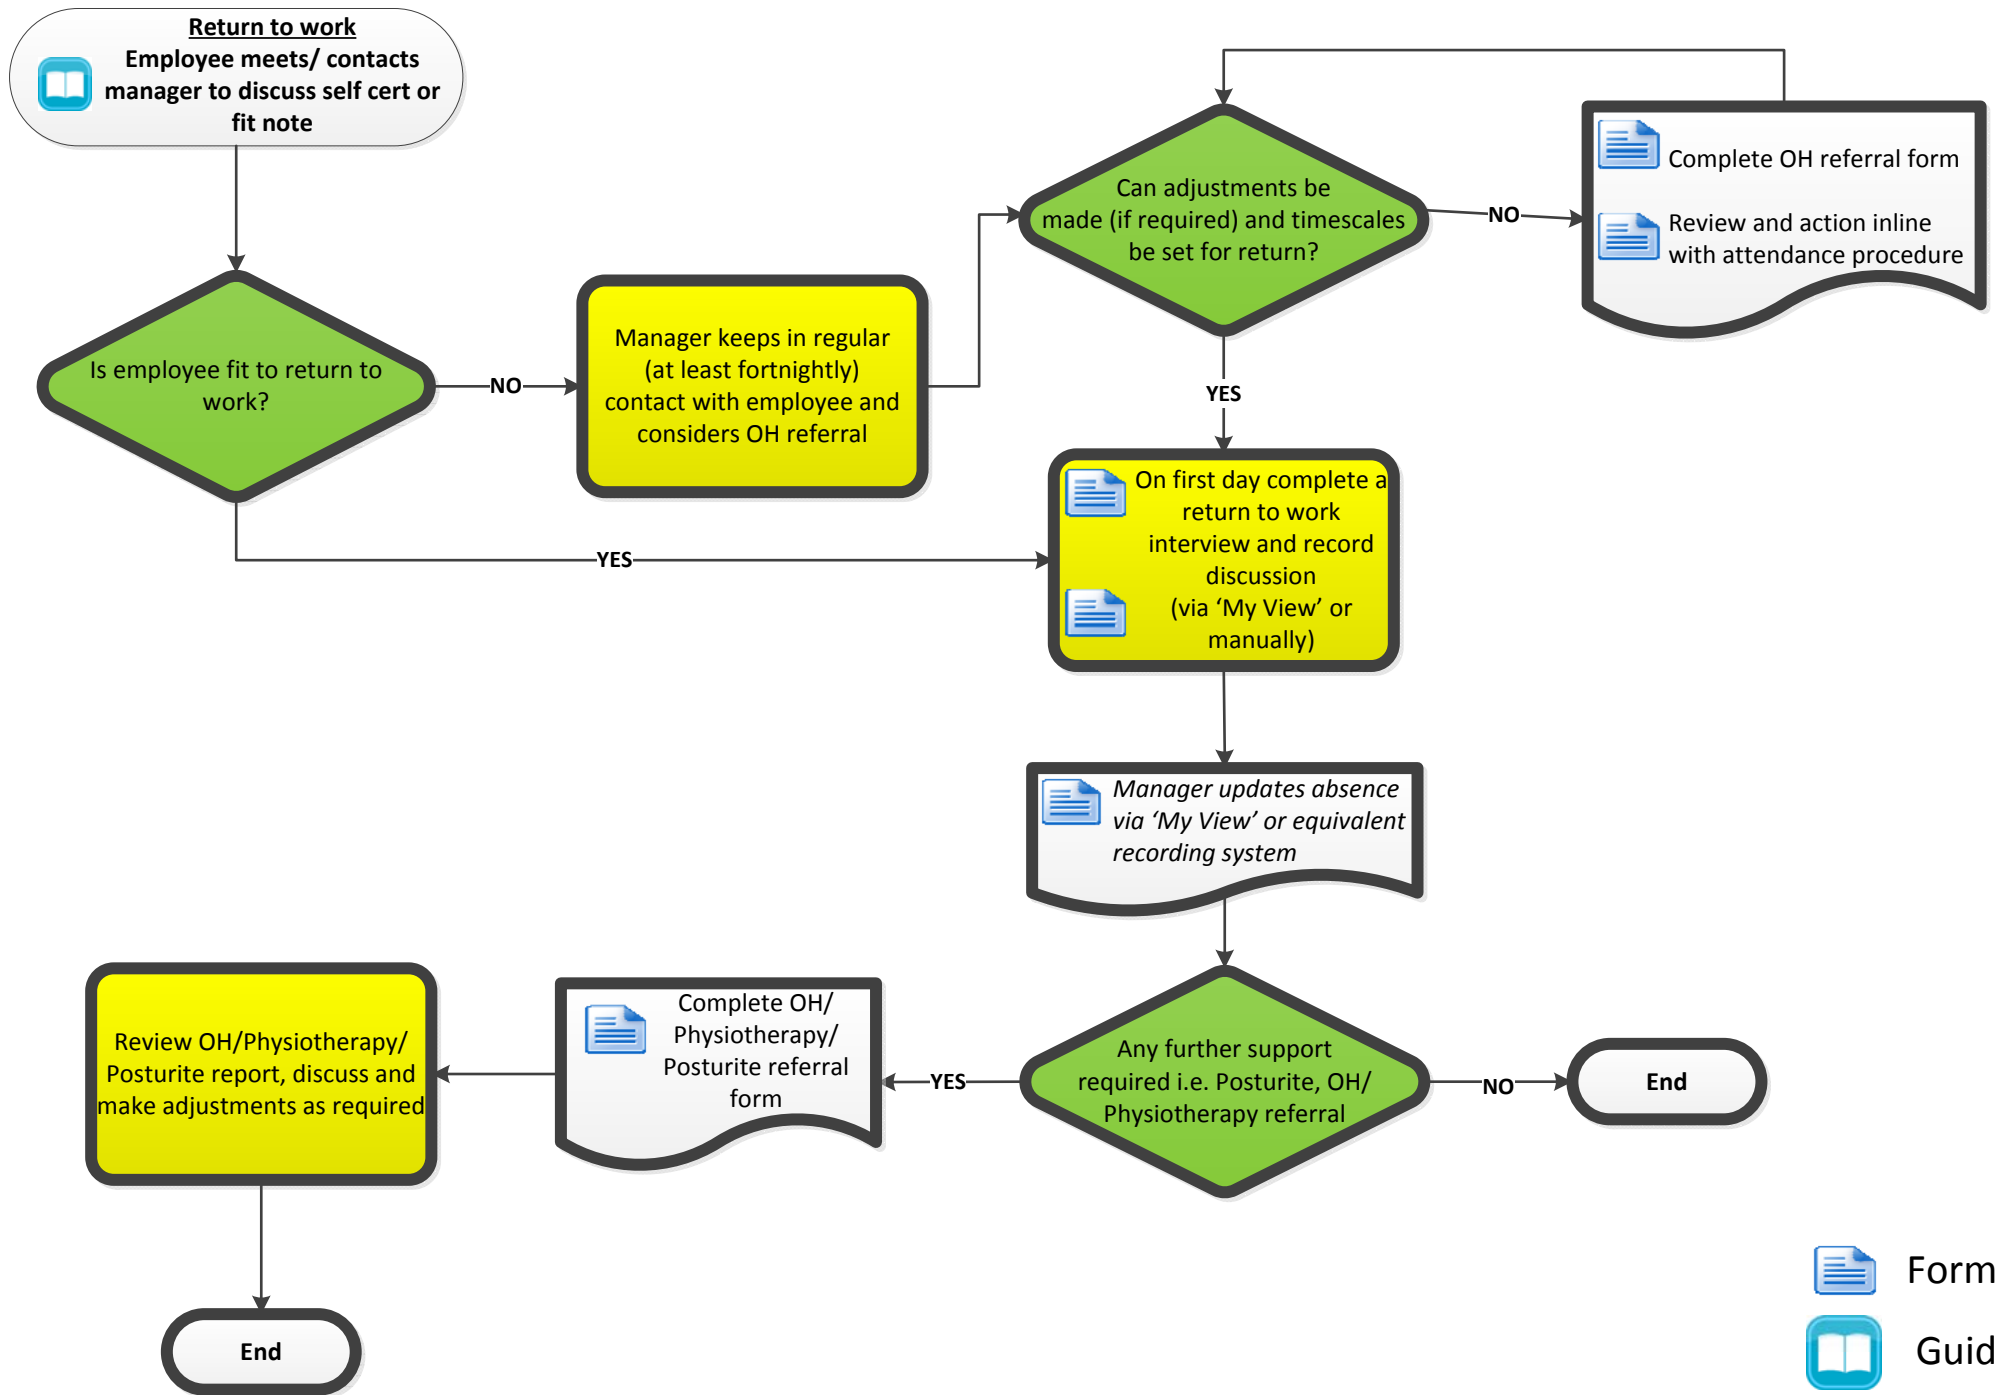 Return to work
Employee meets/ contacts
manager to discuss self cert or
fit note
Is employee fit to return to
work?
NO
Manager keeps in regular
(at least fortnightly)
contact with employee and
considers OH referral
Can adjustments be
made (if required) and timescales
be set for return?
NO
Complete OH referral form
Review and action inline
with attendance procedure
YES
YES
On first day complete a
return to work
interview and record
discussion
(via ‘My View’ or
manually)
Manager updates absence
via ‘My View’ or equivalent
recording system
Any further support
required i.e. Posturite, OH/
Physiotherapy referral
NO
End
YES
Complete OH/
Physiotherapy/
Posturite referral
form
Review OH/Physiotherapy/
Posturite report, discuss and
make adjustments as required
End
Form
Guid